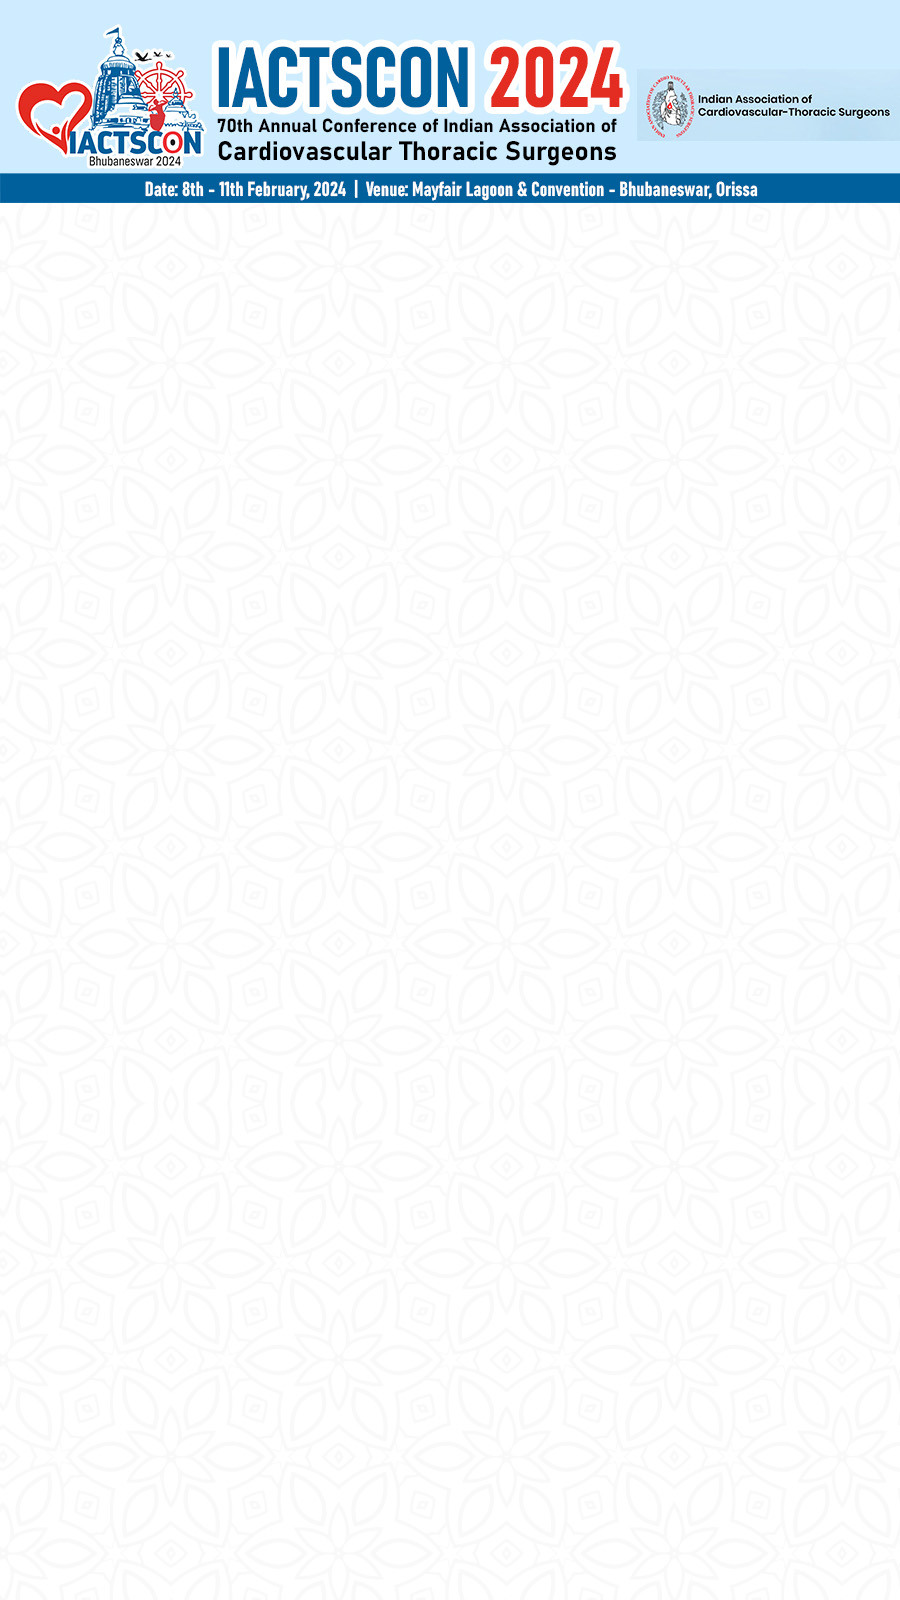 IACTSCON
Bhubaneswar 2024
IACTSCON 2024
70th Annual Conference of Indian Association of
Cardiovascular Thoracic Surgeons
Indian Association of
Cardiovascular-Thoracic Surgeons
Date: 8th - 11th February, 2024 | Venue: Mayfair Lagoon & Convention - Bhubaneswar, Orissa